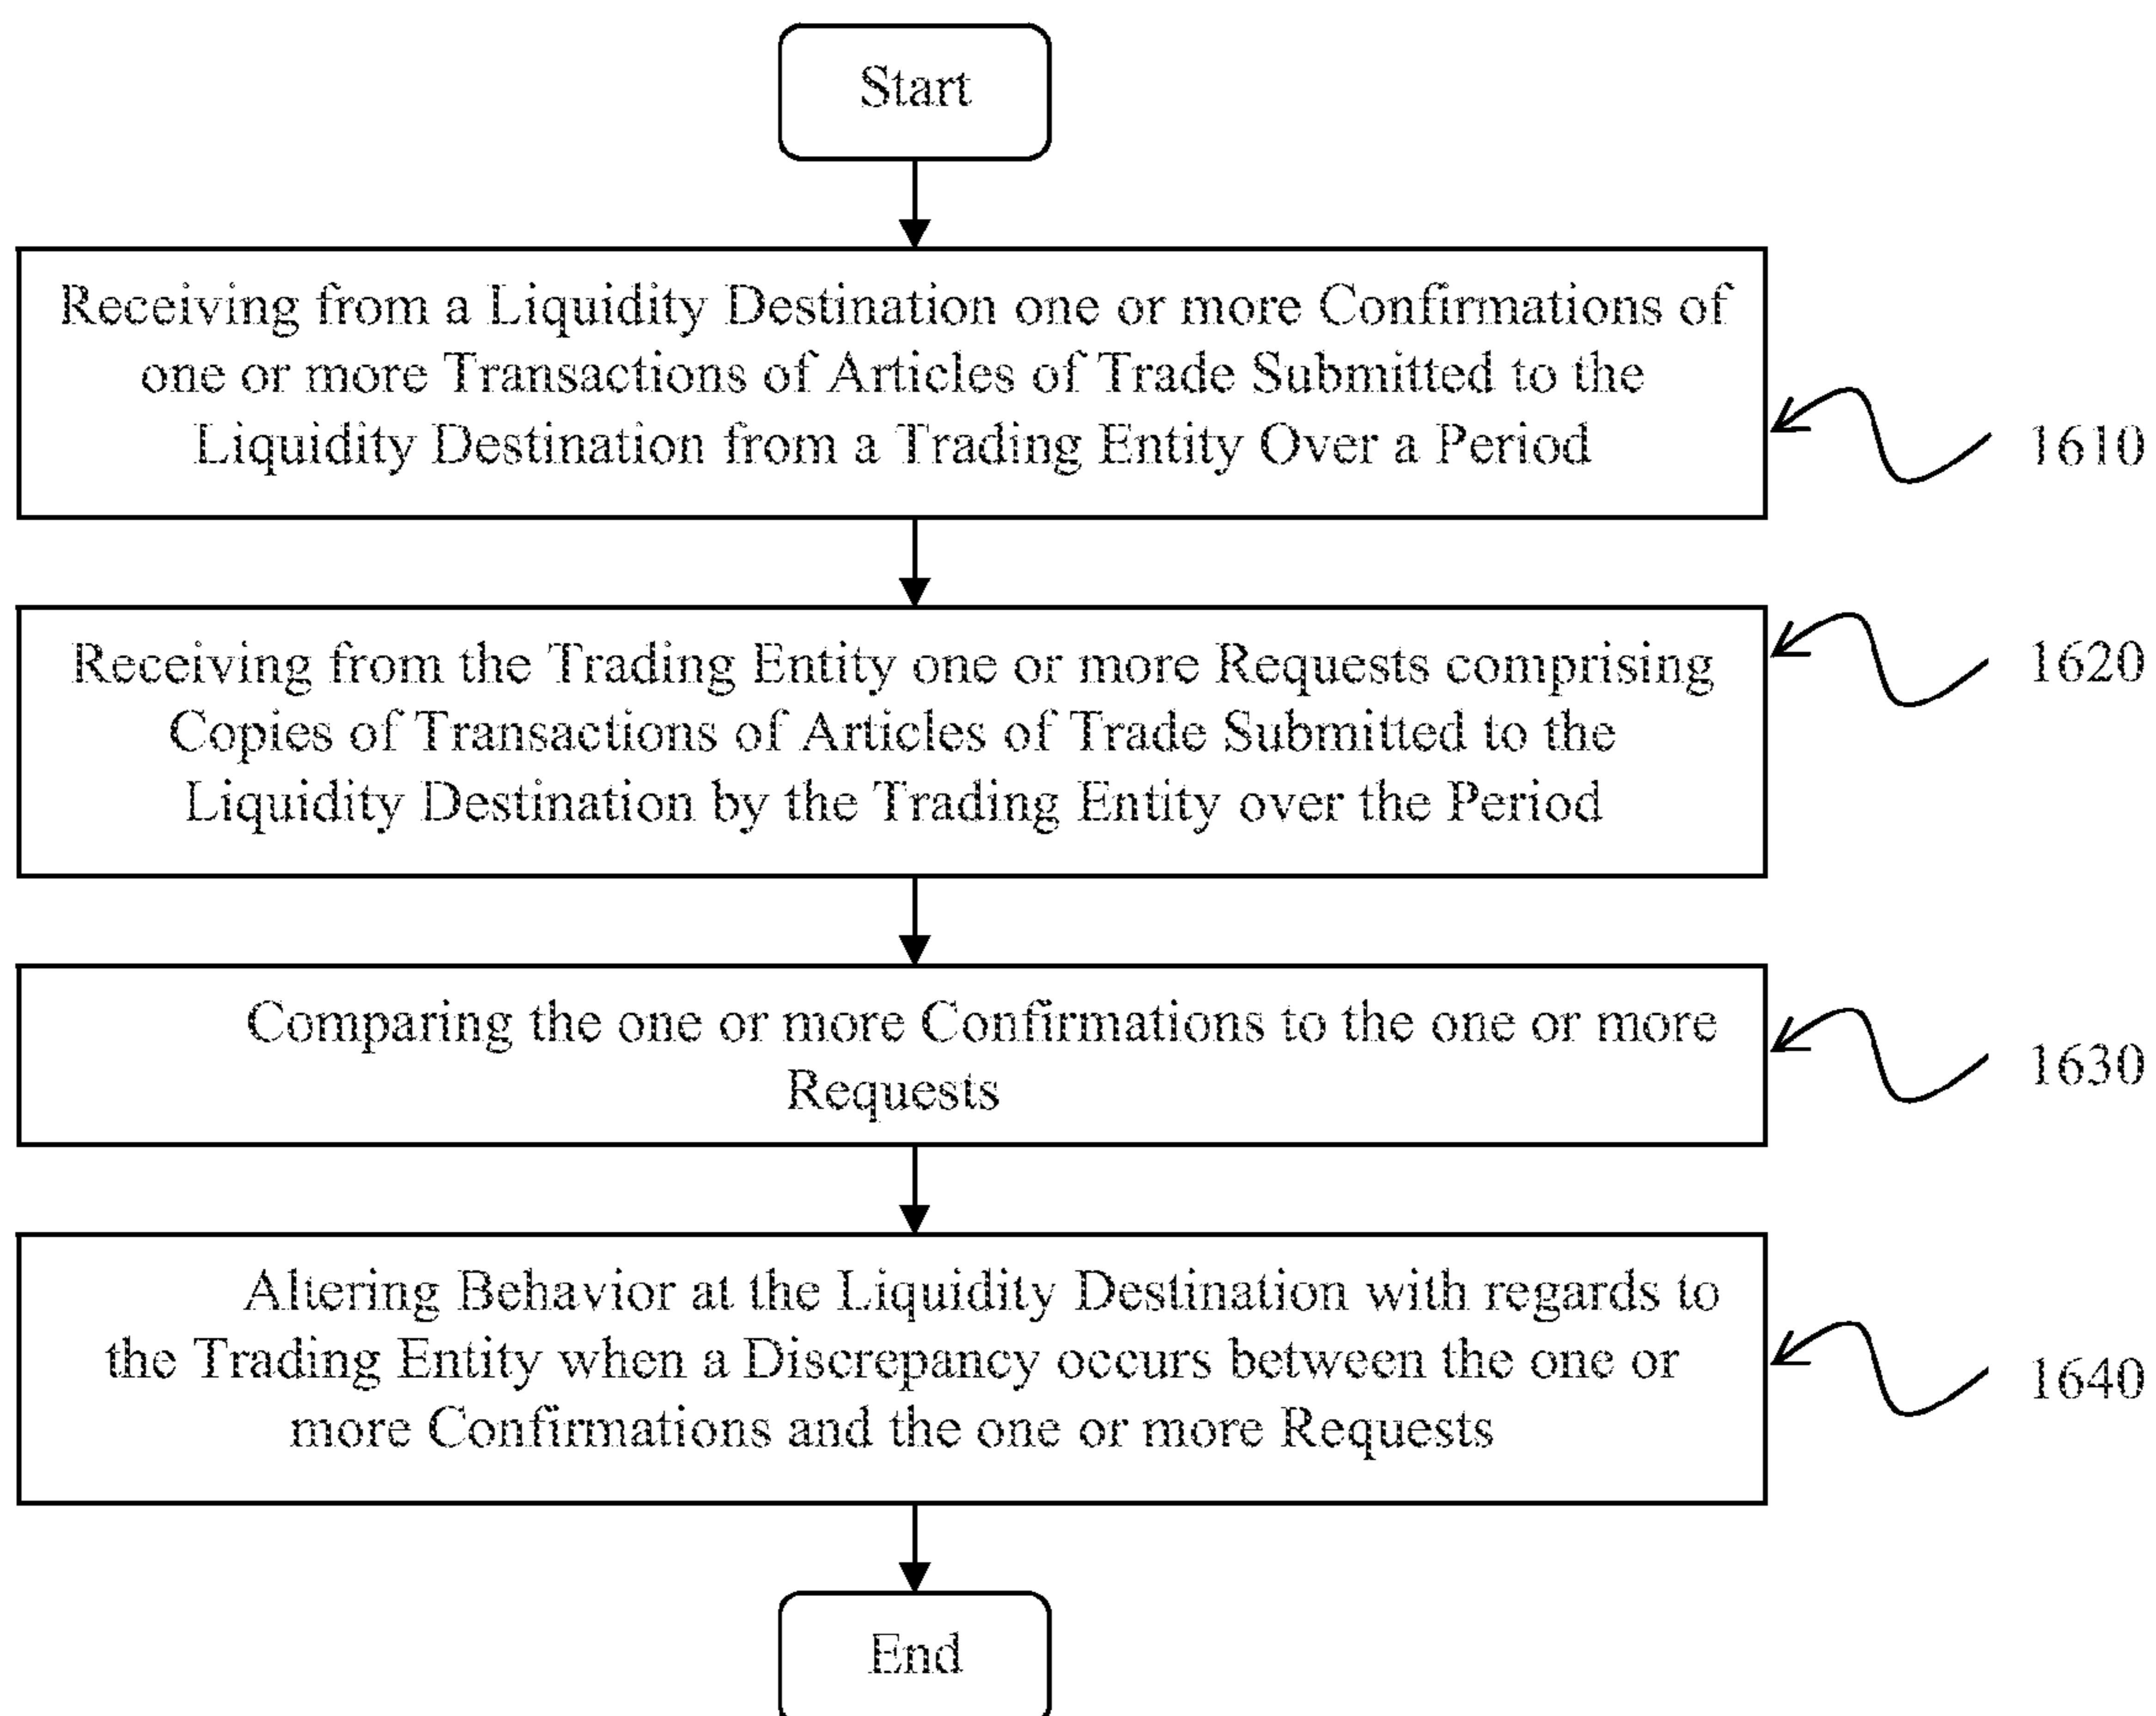 Start
Receiving from a Liquidity Destination one or more Confirmations of
one or more Transactions of Articles of Trade Submitted to the
Liquidity Destination from a Trading Entity Over a Period
1610
Receiving from the Trading Entity one or more Requests comprising
Copies of Transactions of Articles of Trade Submitted to the
Liquidity Destination by the Trading Entity over the Period
1620
Comparing the one or more Confirmations to the one or more
Requests
1630
Altering Behavior at the Liquidity Destination with regards to
the Trading Entity when a Discrepancy occurs between the one or
more Confirmations and the one or more Requests
1640
End